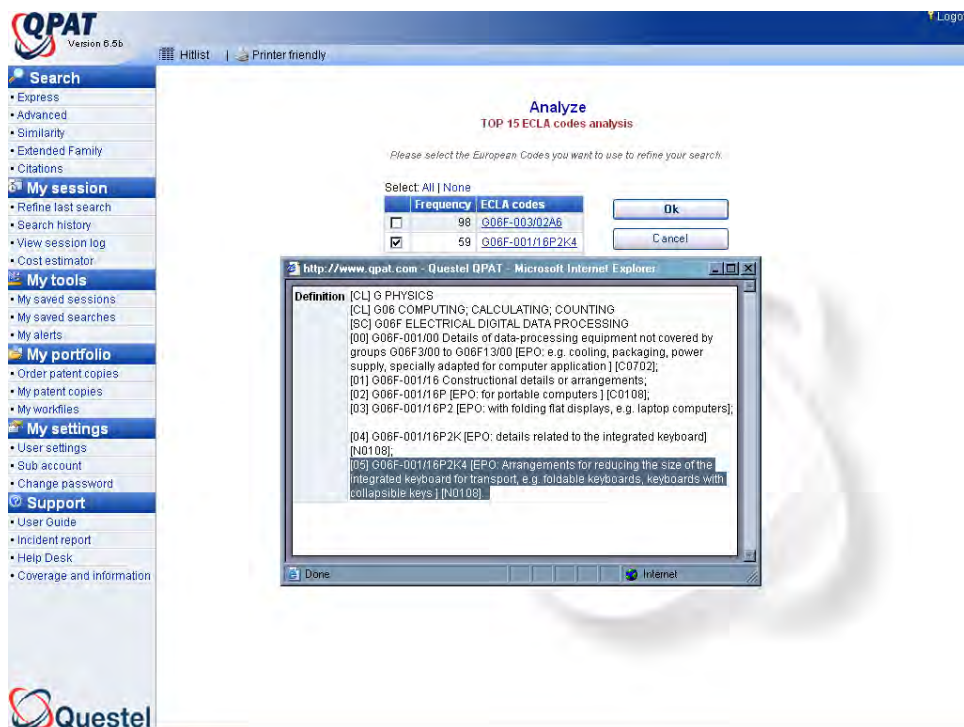 QPAT
Version 6.5b
Logo
Hitlist | Printer friendly
Search
• Express
• Advanced
• Similarity
• Extended Family
• Citations
My session
• Refine last search
• Search history
• View session log
• Cost estimator
My tools
• My saved sessions
• My saved searches
• My alerts
My portfolio
• Order patent copies
• My patent copies
• My workfiles
My settings
• User settings
• Sub account
• Change password
Support
• User Guide
• Incident report
• Help Desk
• Coverage and information
Questel
Analyze
TOP 15 ECLA codes analysis
Please select the European Codes you want to use to refine your search.
Select: All | None
Frequency ECLA codes
98 G06F-003/02A6
59 G06F-001/16P2K4
Ok
Cancel
http://www.qpat.com - Questel QPAT - Microsoft Internet Explorer
Definition [CL] G PHYSICS
[CL] G06 COMPUTING; CALCULATING; COUNTING
[SC] G06F ELECTRICAL DIGITAL DATA PROCESSING
[00] G06F-001/00 Details of data-processing equipment not covered by
groups G06F3/00 to G06F13/00 [EPO: e.g. cooling, packaging, power
supply, specially adapted for computer application ] [C0702];
[01] G06F-001/16 Constructional details or arrangements;
[02] G06F-001/16P [EPO: for portable computers ] [C0108];
[03] G06F-001/16P2 [EPO: with folding flat displays, e.g. laptop computers];
[04] G06F-001/16P2K [EPO: details related to the integrated keyboard]
[N0108];
[05] G06F-001/16P2K4 [EPO: Arrangements for reducing the size of the
integrated keyboard for transport, e.g. foldable keyboards, keyboards with
collapsible keys ] [N0108].
Done
Internet